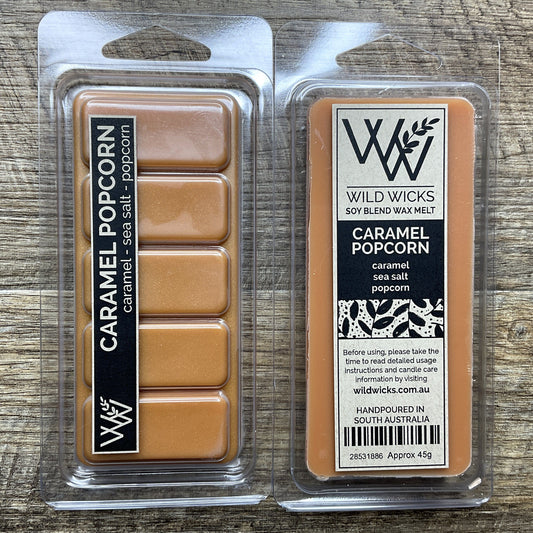 CARAMEL POPCORN
caramel - sea salt - popcorn
WW
WW
WILD WICKS
SOY BLEND WAX MELT
CARAMEL
POPCORN
caramel
sea salt
popcorn
Before using, please take the
time to read detailed usage
instructions and candle care
information by visiting
wildwicks.com.au
HANDPOURED IN
SOUTH AUSTRALIA
28531886 Approx 45g